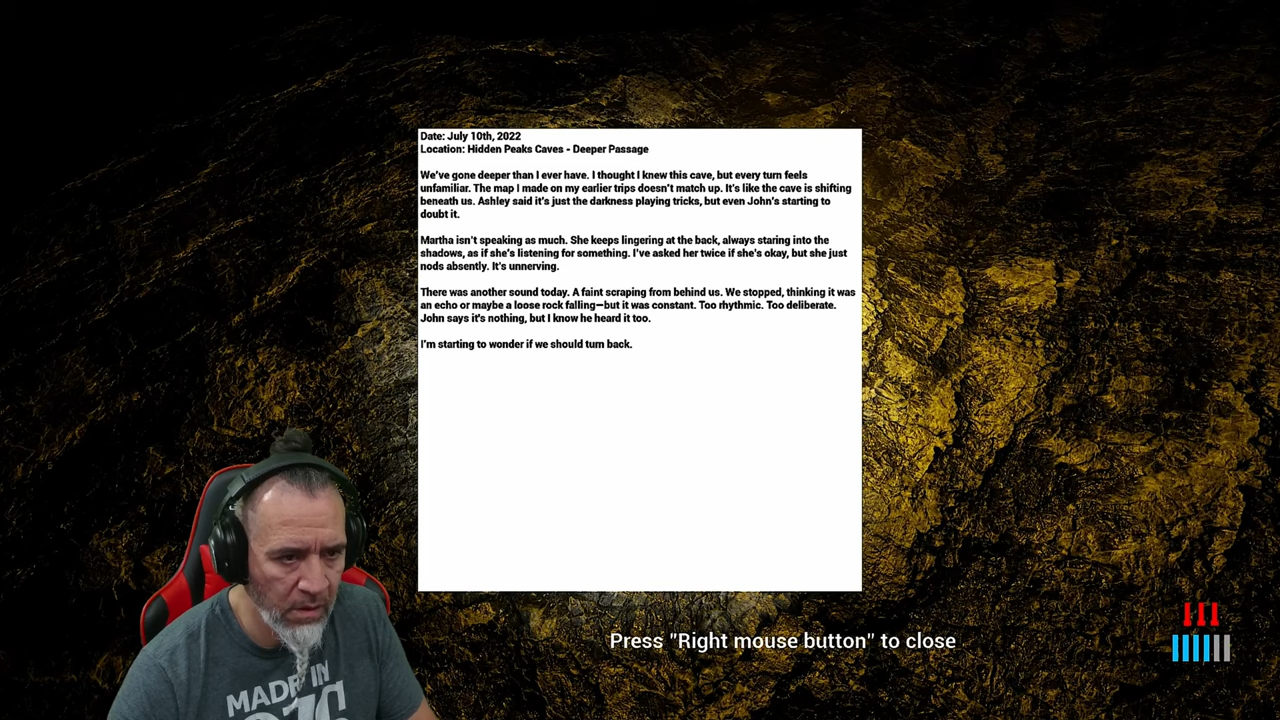 Date: July 10th, 2022
Location: Hidden Peaks Caves - Deeper Passage
We've gone deeper than I ever have. I thought I knew this cave, but every turn feels
unfamiliar. The map I made on my earlier trips doesn't match up. It's like the cave is shifting
beneath us. Ashley said it's just the darkness playing tricks, but even John's starting to
doubt it.
Martha isn't speaking as much. She keeps lingering at the back, always staring into the
shadows, as if she's listening for something. I've asked her twice if she's okay, but she just
nods absently. It's unnerving.
There was another sound today. A faint scraping from behind us. We stopped, thinking it was
an echo or maybe a loose rock falling—but it was constant. Too rhythmic. Too deliberate.
John says it's nothing, but I know he heard it too.
I'm starting to wonder if we should turn back.
Press "Right mouse button" to close
MADE IN